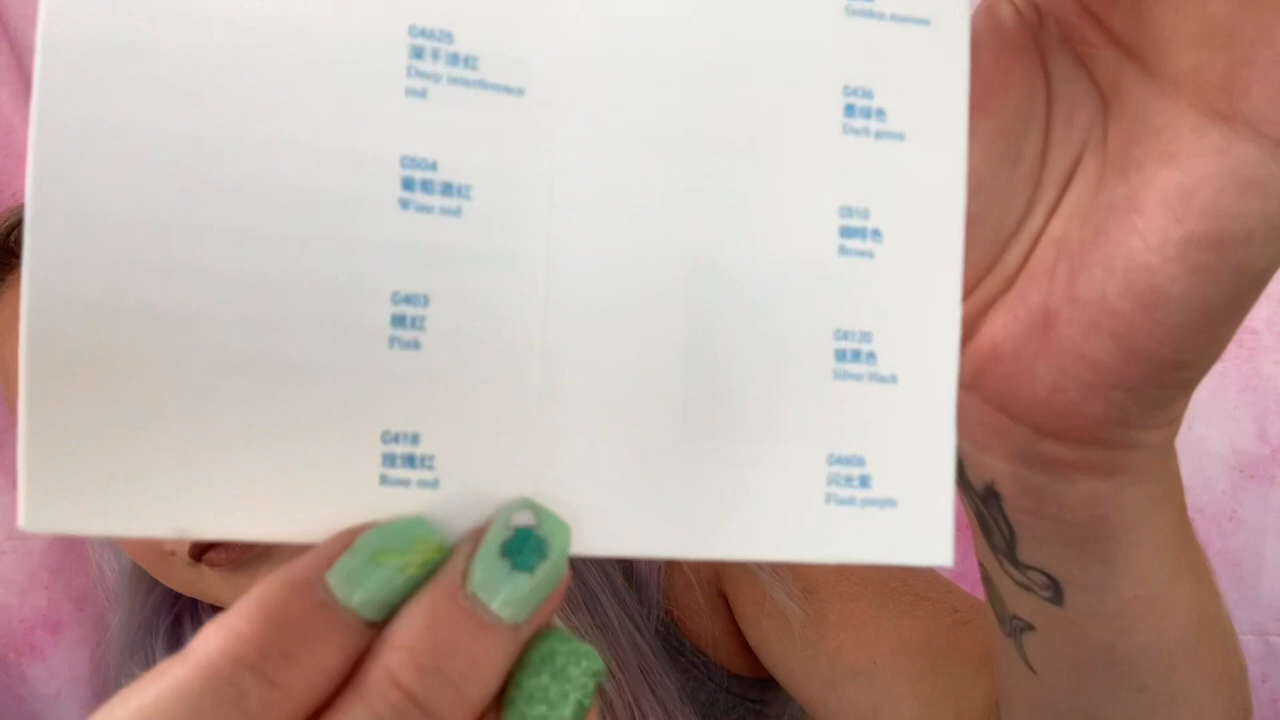 G4625
深干涉红
Deep interference
red
G504
葡萄酒红
Wine red
G403
桃红
Pink
G418
玫瑰红
Rose red
Golden maroon
G436
墨绿色
Dark green
G510
咖啡色
Brown
G4120
银黑色
Silver black
G4606
闪光紫
Flash purple